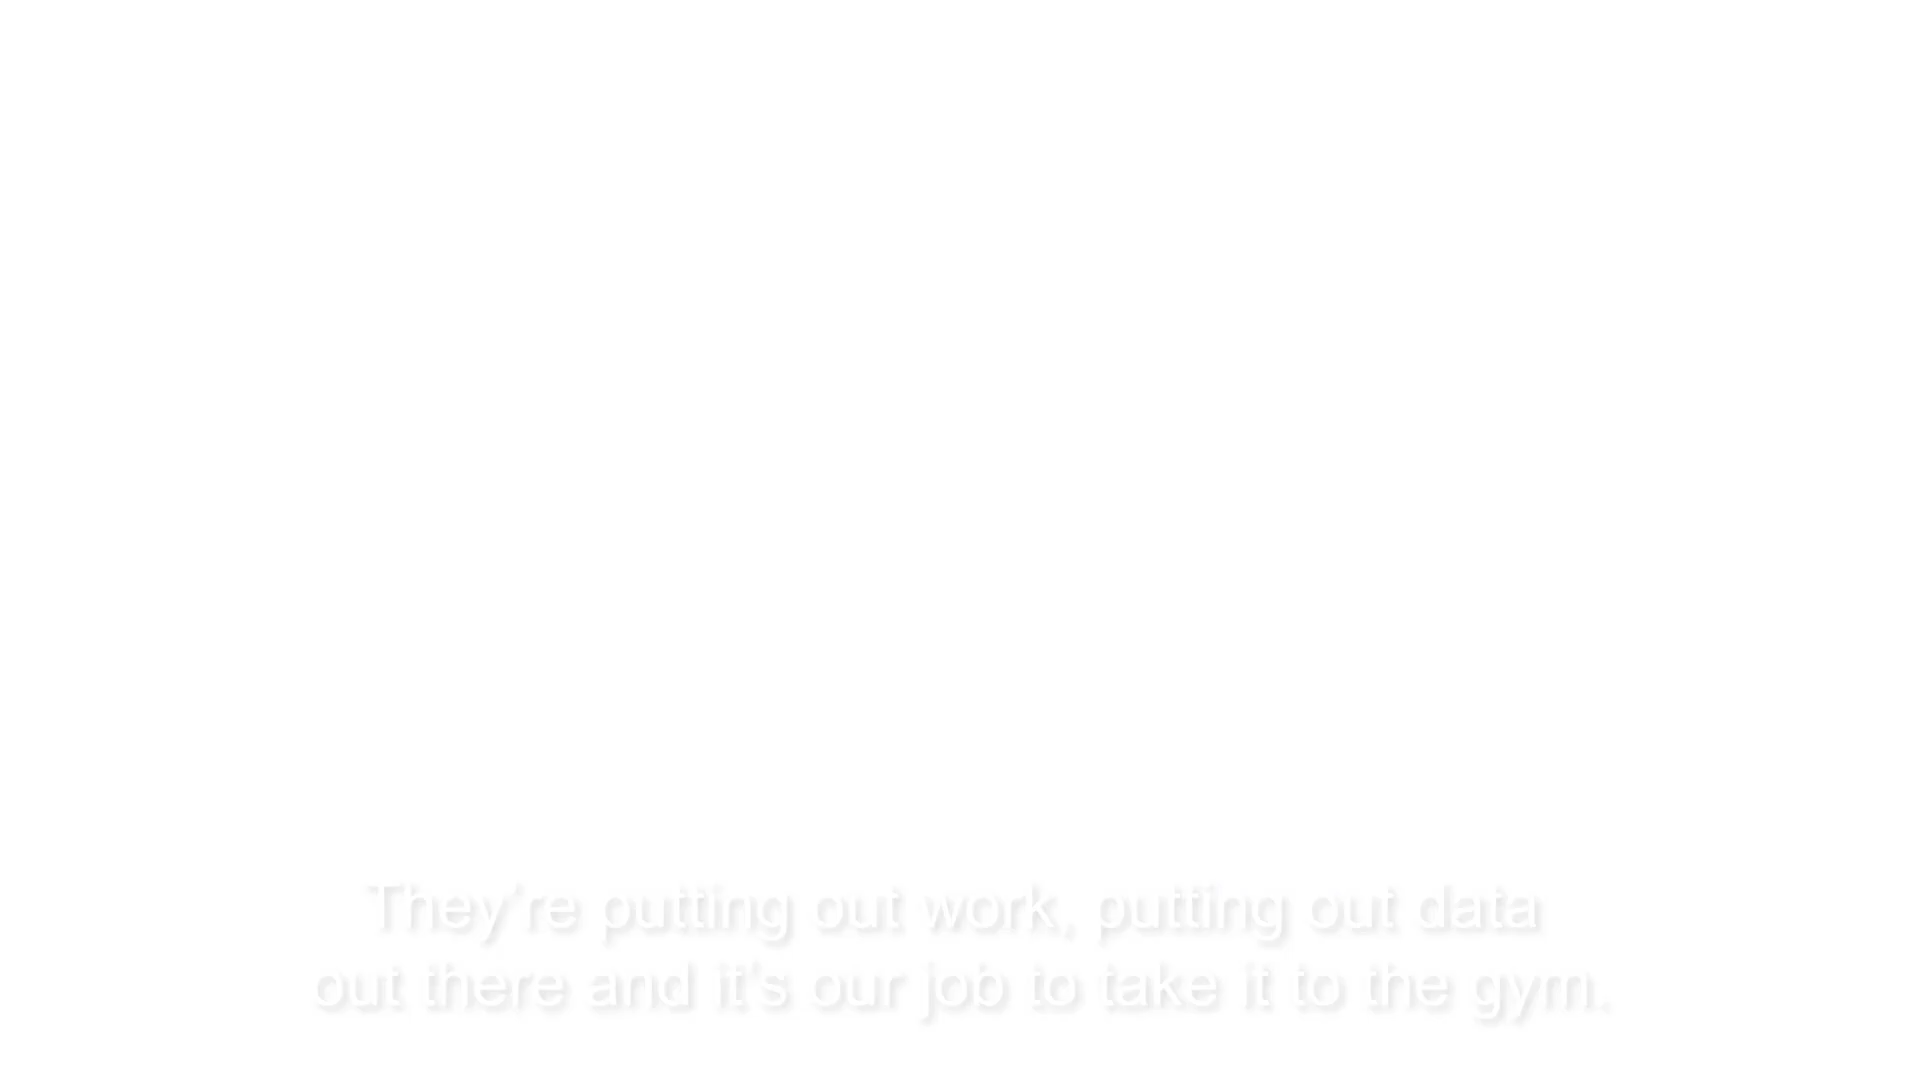 They're putting out work, putting out data
out there and it's our job to take it to the gym.